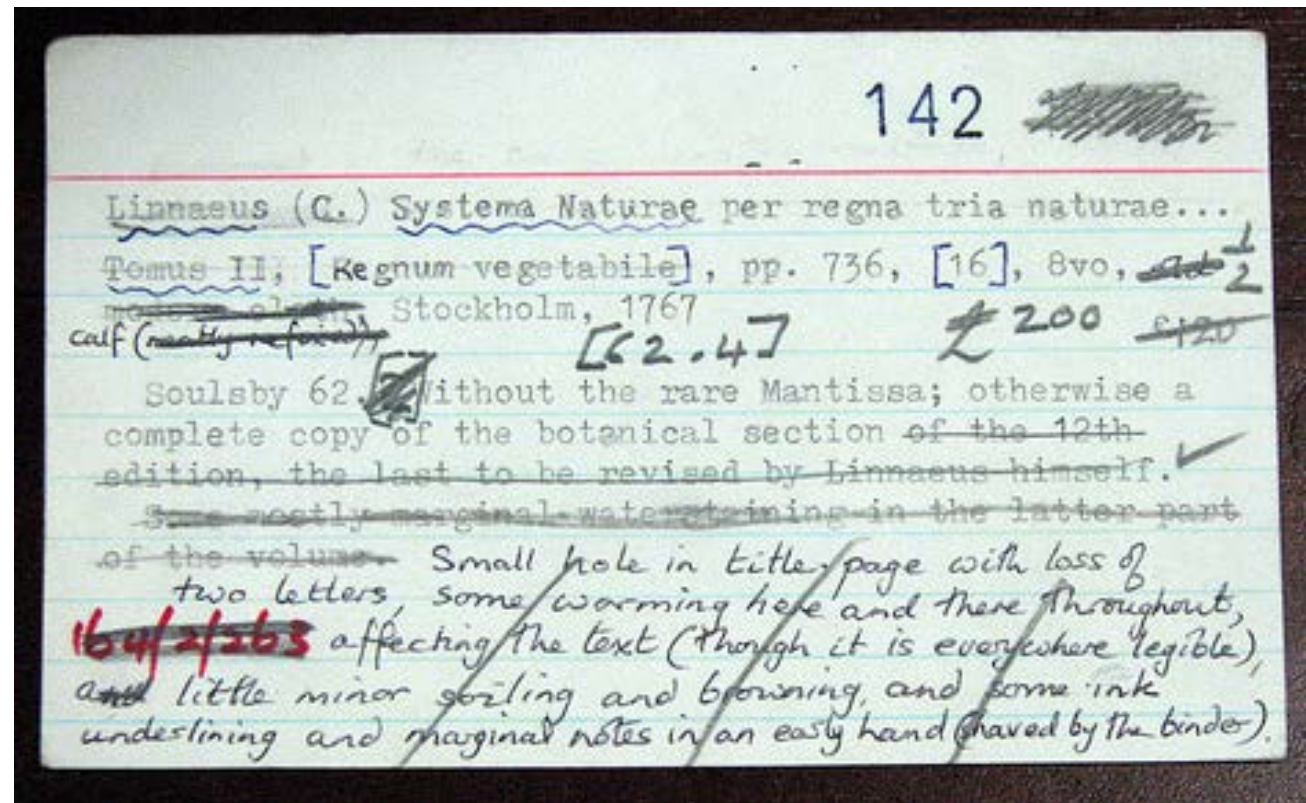 142
Linnaeus (C.) Systema Naturae per regna tria naturae...
Tomus II, [Regnum vegetabile], pp. 736, [16], 8vo, 1/2
Stockholm, 1767
calf (neatly refixed), [62.4] £200 £120
Soulsby 62. Without the rare Mantissa; otherwise a
complete copy of the botanical section of the 12th
edition, the last to be revised by Linnaeus himself. ✓
Some mostly marginal waterstaining in the latter part
of the volume. Small hole in title page with loss of
two letters, some worming here and there throughout,
164/2/263 affecting the text (though it is everywhere legible),
and little minor soiling and browning, and some ink
underlining and marginal notes in an early hand (shaved by the binder).